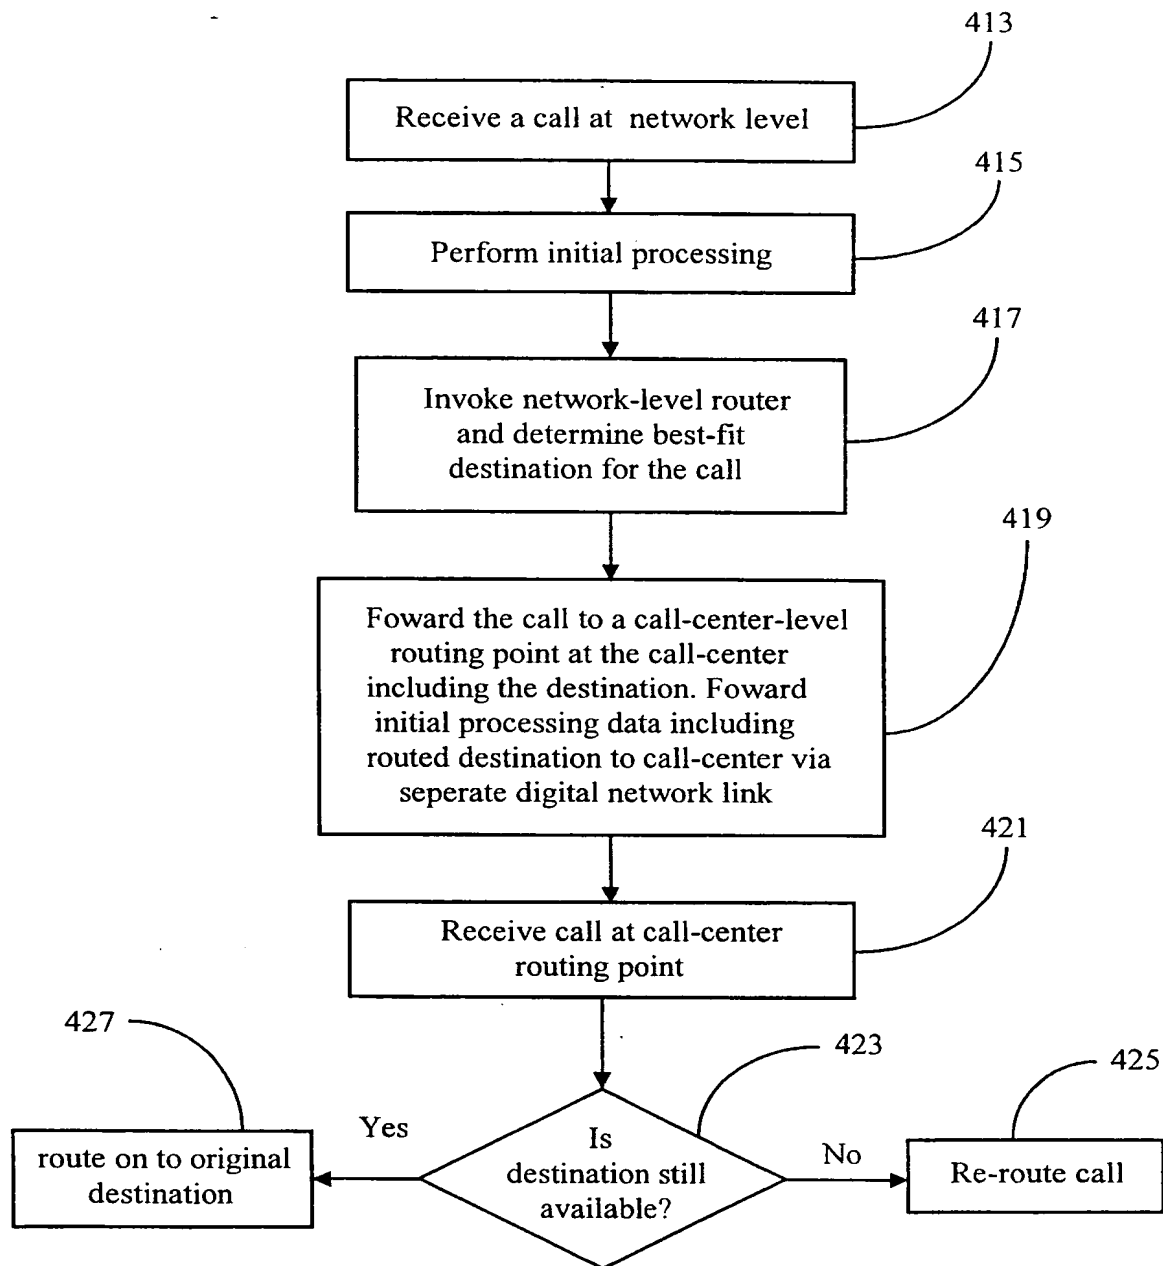 413
Receive a call at network level
415
Perform initial processing
417
Invoke network-level router
and determine best-fit
destination for the call
419
Foward the call to a call-center-level
routing point at the call-center
including the destination. Foward
initial processing data including
routed destination to call-center via
seperate digital network link
421
Receive call at call-center
routing point
427
423
425
Yes
No
route on to original
destination
Is
destination still
available?
Re-route call